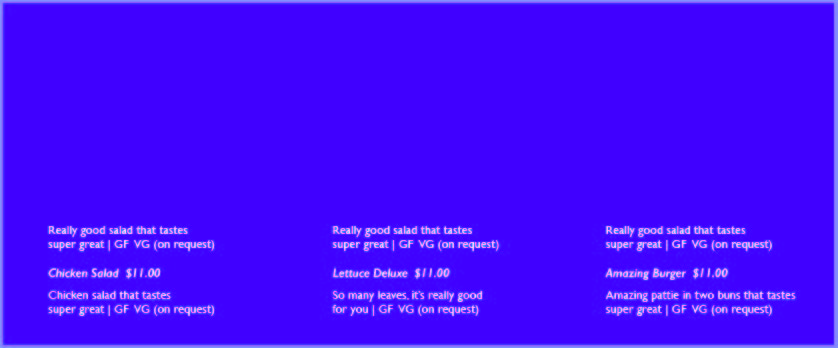 Really good salad that tastes
super great | GF VG (on request)
Chicken Salad $11.00
Chicken salad that tastes
super great | GF VG (on request)
Really good salad that tastes
super great | GF VG (on request)
Lettuce Deluxe $11.00
So many leaves, it's really good
for you | GF VG (on request)
Really good salad that tastes
super great | GF VG (on request)
Amazing Burger $11.00
Amazing pattie in two buns that tastes
super great | GF VG (on request)